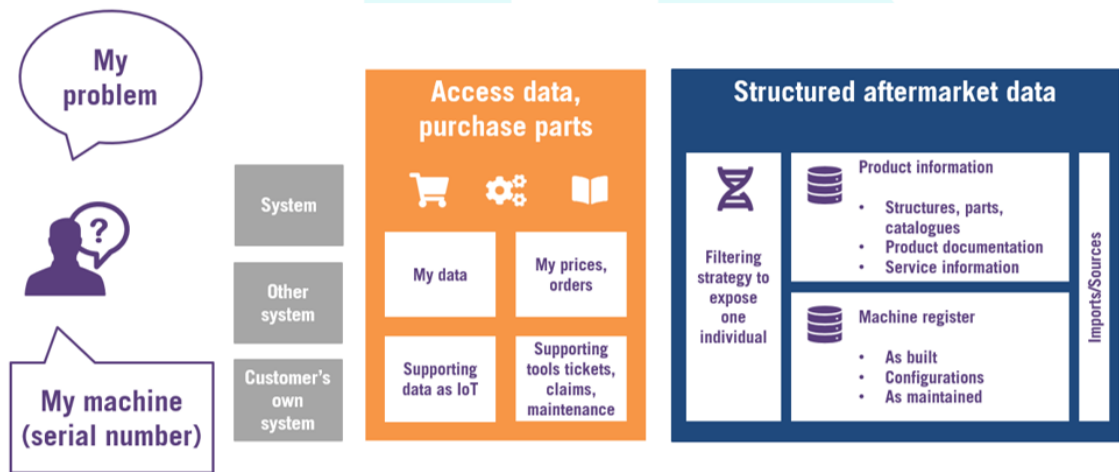 My
problem
?
My machine
(serial number)
System
Other
system
Customer's
own
system
Access data,
purchase parts
My data
My prices,
orders
Supporting
data as IoT
Supporting
tools tickets,
claims,
maintenance
Structured aftermarket data
Filtering
strategy to
expose
one
individual
Product information
• Structures, parts,
catalogues
• Product documentation
• Service information
Machine register
• As built
• Configurations
• As maintained
Imports/Sources